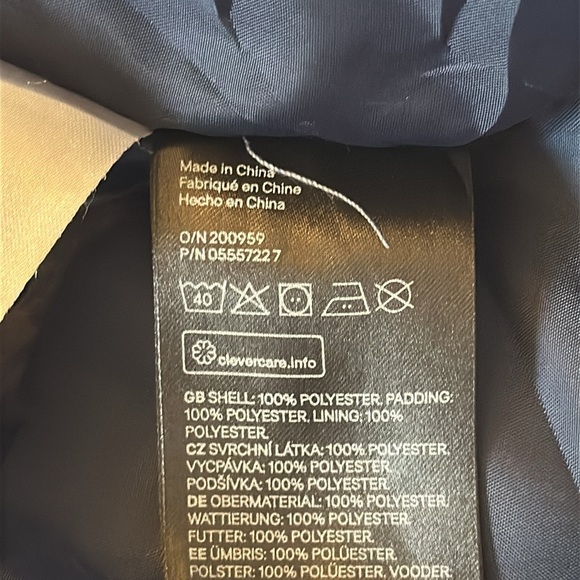 Made in China
Fabriqué en Chine
Hecho en China
O/N 200959
P/N 05557227
40
clevercare.info
GB SHELL: 100% POLYESTER. PADDING:
100% POLYESTER. LINING: 100%
POLYESTER.
CZ SVRCHNÍ LÁTKA: 100% POLYESTER.
VYCPÁVKA: 100% POLYESTER.
PODŠÍVKA: 100% POLYESTER.
DE OBERMATERIAL: 100% POLYESTER.
WATTIERUNG: 100% POLYESTER.
FUTTER: 100% POLYESTER.
EE ÜMBRIS: 100% POLÜESTER.
POLSTER: 100% POLÜESTER. VOODER: